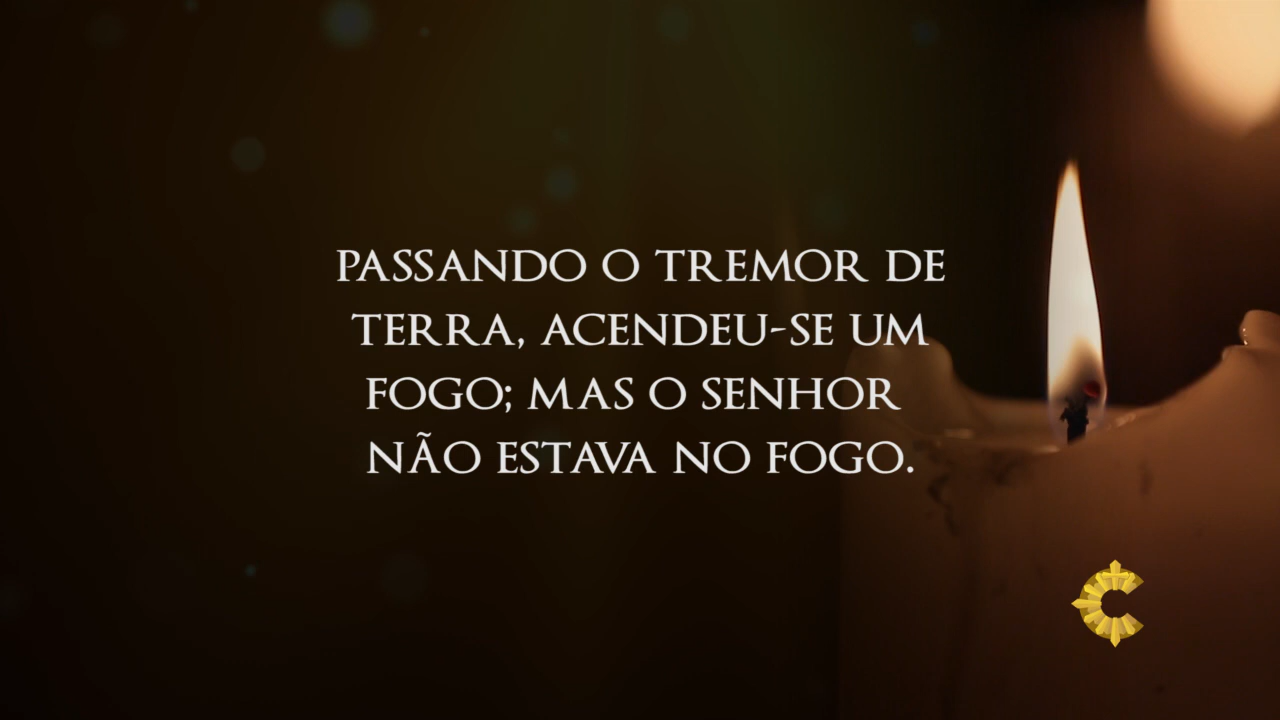 PASSANDO O TREMOR DE
TERRA, ACENDEU-SE UM
FOGO; MAS O SENHOR
NÃO ESTAVA NO FOGO.